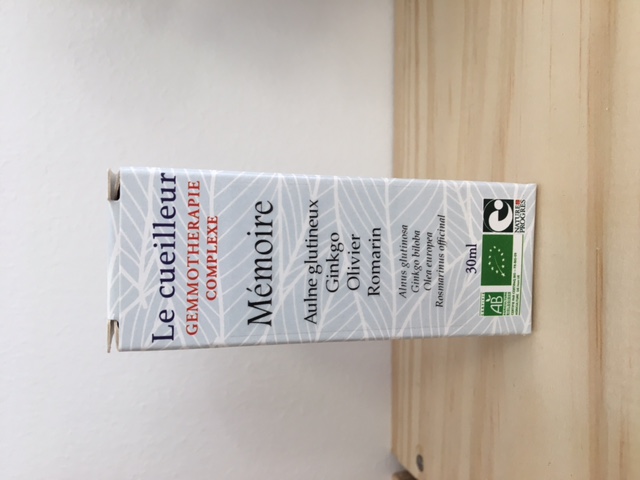 Le cueilleur
GEMMOTHERAPIE
COMPLEXE
Mémoire
Aulne glutineux
Ginkgo
Olivier
Romarin
Alnus glutinosa
Ginkgo biloba
Olea europea
Rosmarinus officinal
30ml
AB
NATURE &
PROGRES